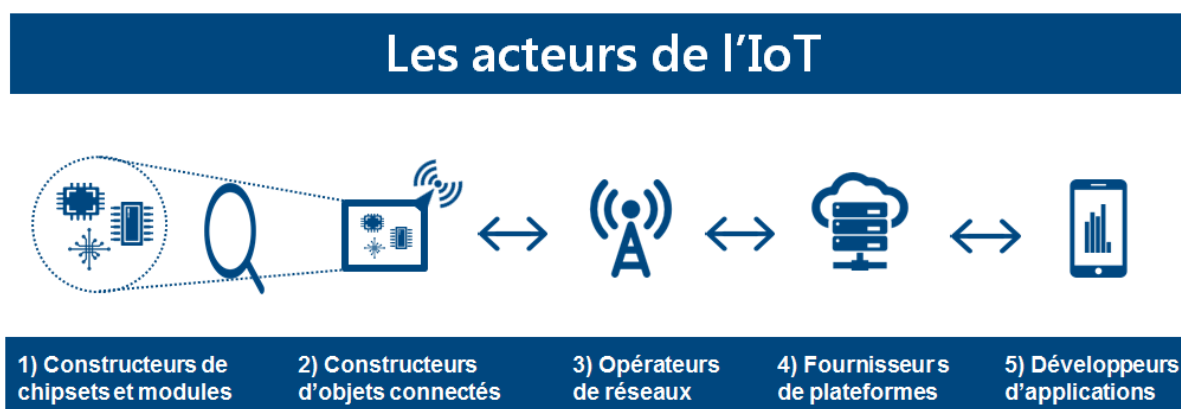 Les acteurs de l'IoT
1) Constructeurs de
chipsets et modules
2) Constructeurs
d'objets connectés
3) Opérateurs
de réseaux
4) Fournisseurs
de plateformes
5) Développeurs
d'applications